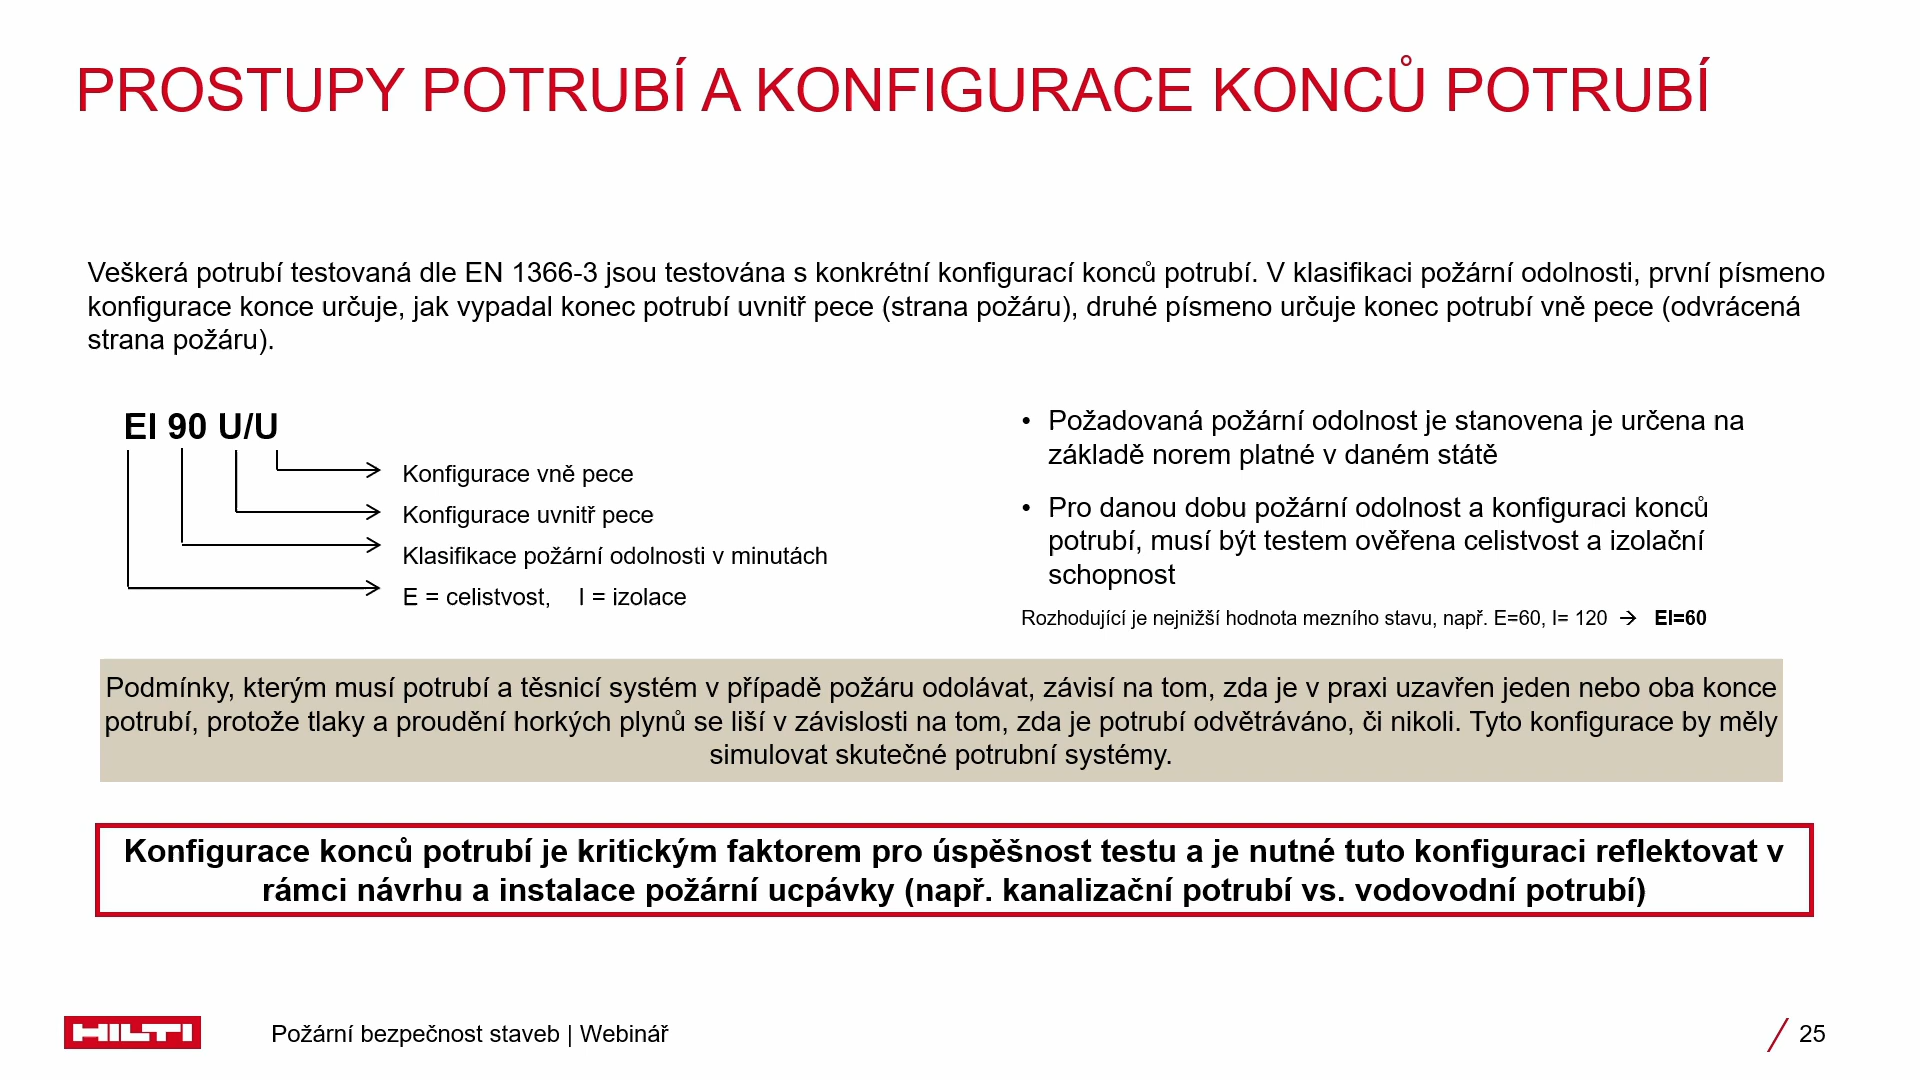 PROSTUPY POTRUBÍ A KONFIGURACE KONCŮ POTRUBÍ
Veškerá potrubí testovaná dle EN 1366-3 jsou testována s konkrétní konfigurací konců potrubí. V klasifikaci požární odolnosti, první písmeno
konfigurace konce určuje, jak vypadal konec potrubí uvnitř pece (strana požáru), druhé písmeno určuje konec potrubí vně pece (odvrácená
strana požáru).
EI 90 U/U
Konfigurace vně pece
Konfigurace uvnitř pece
Klasifikace požární odolnosti v minutách
E = celistvost, I = izolace
• Požadovaná požární odolnost je stanovena je určena na
základě norem platné v daném státě
• Pro danou dobu požární odolnost a konfiguraci konců
potrubí, musí být testem ověřena celistvost a izolační
schopnost
Rozhodující je nejnižší hodnota mezního stavu, např. E=60, I= 120 → EI=60
Podmínky, kterým musí potrubí a těsnicí systém v případě požáru odolávat, závisí na tom, zda je v praxi uzavřen jeden nebo oba konce
potrubí, protože tlaky a proudění horkých plynů se liší v závislosti na tom, zda je potrubí odvětráváno, či nikoli. Tyto konfigurace by měly
simulovat skutečné potrubní systémy.
Konfigurace konců potrubí je kritickým faktorem pro úspěšnost testu a je nutné tuto konfiguraci reflektovat v
rámci návrhu a instalace požární ucpávky (např. kanalizační potrubí vs. vodovodní potrubí)
HILTI
Požární bezpečnost staveb | Webinář
25